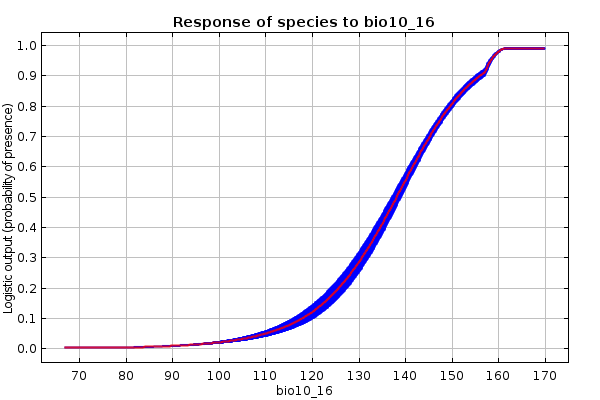 Response of species to bio10_16
Logistic output (probability of presence)
1.0
0.9
0.8
0.7
0.6
0.5
0.4
0.3
0.2
0.1
0.0
70 80 90 100 110 120 130 140 150 160 170
bio10_16